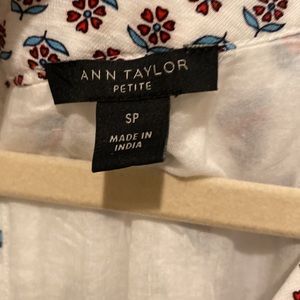 ANN TAYLOR
PETITE
SP
MADE IN
INDIA